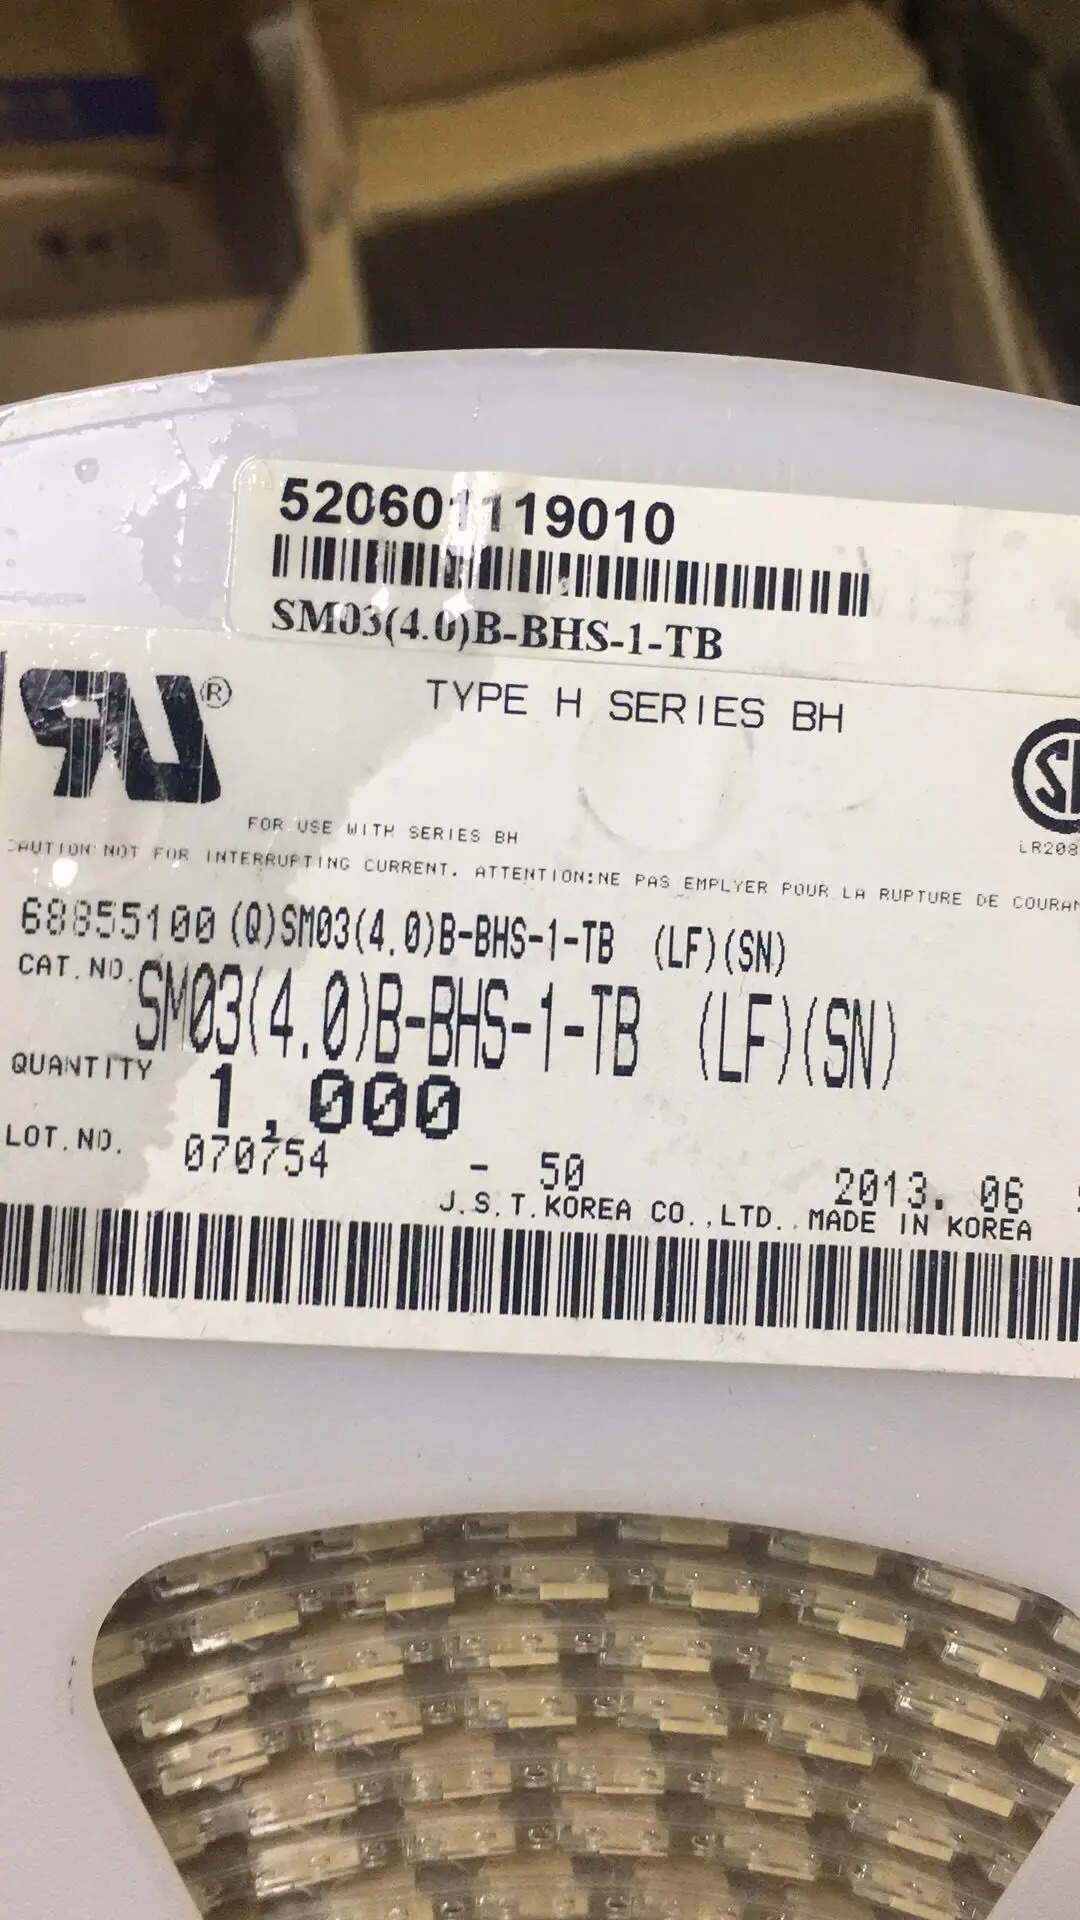 520601119010
SM03(4.0)B-BHS-1-TB
®
TYPE H SERIES BH
FOR USE WITH SERIES BH
LR208
CAUTION:NOT FOR INTERRUPTING CURRENT. ATTENTION:NE PAS EMPLYER POUR LA RUPTURE DE COURAN
68855100 (Q)SM03(4.0)B-BHS-1-TB (LF)(SN)
CAT.NO. SM03(4.0)B-BHS-1-TB (LF)(SN)
QUANTITY 1,000
LOT.NO. 070754 - 50 2013.06
J.S.T.KOREA CO.,LTD. MADE IN KOREA